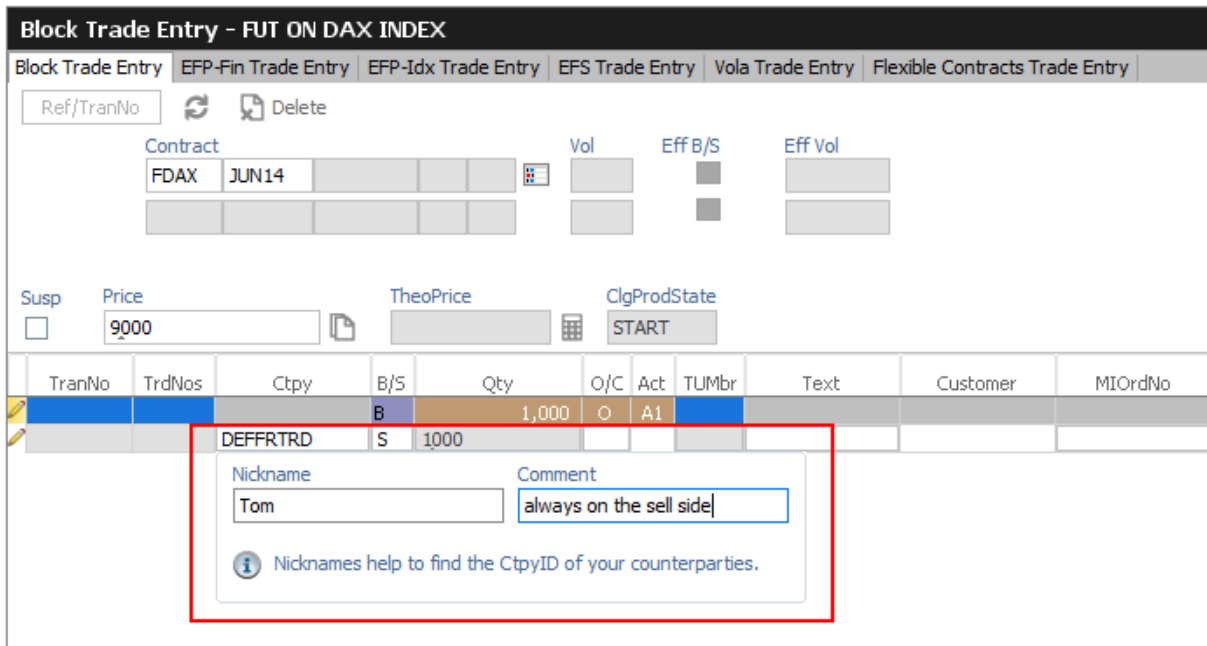 Block Trade Entry - FUT ON DAX INDEX
Block Trade Entry EFP-Fin Trade Entry EFP-Idx Trade Entry EFS Trade Entry Vola Trade Entry Flexible Contracts Trade Entry
Ref/TranNo Delete
Contract Vol Eff B/S Eff Vol
FDAX JUN14
Susp Price TheoPrice ClgProdState
9000 START
TranNo TrdNos Ctpy B/S Qty O/C Act TUMbr Text Customer MIOrdNo
B 1,000 O A1
DEFFRTRD S 1000
Nickname Comment
Tom always on the sell side
Nicknames help to find the CtpyID of your counterparties.